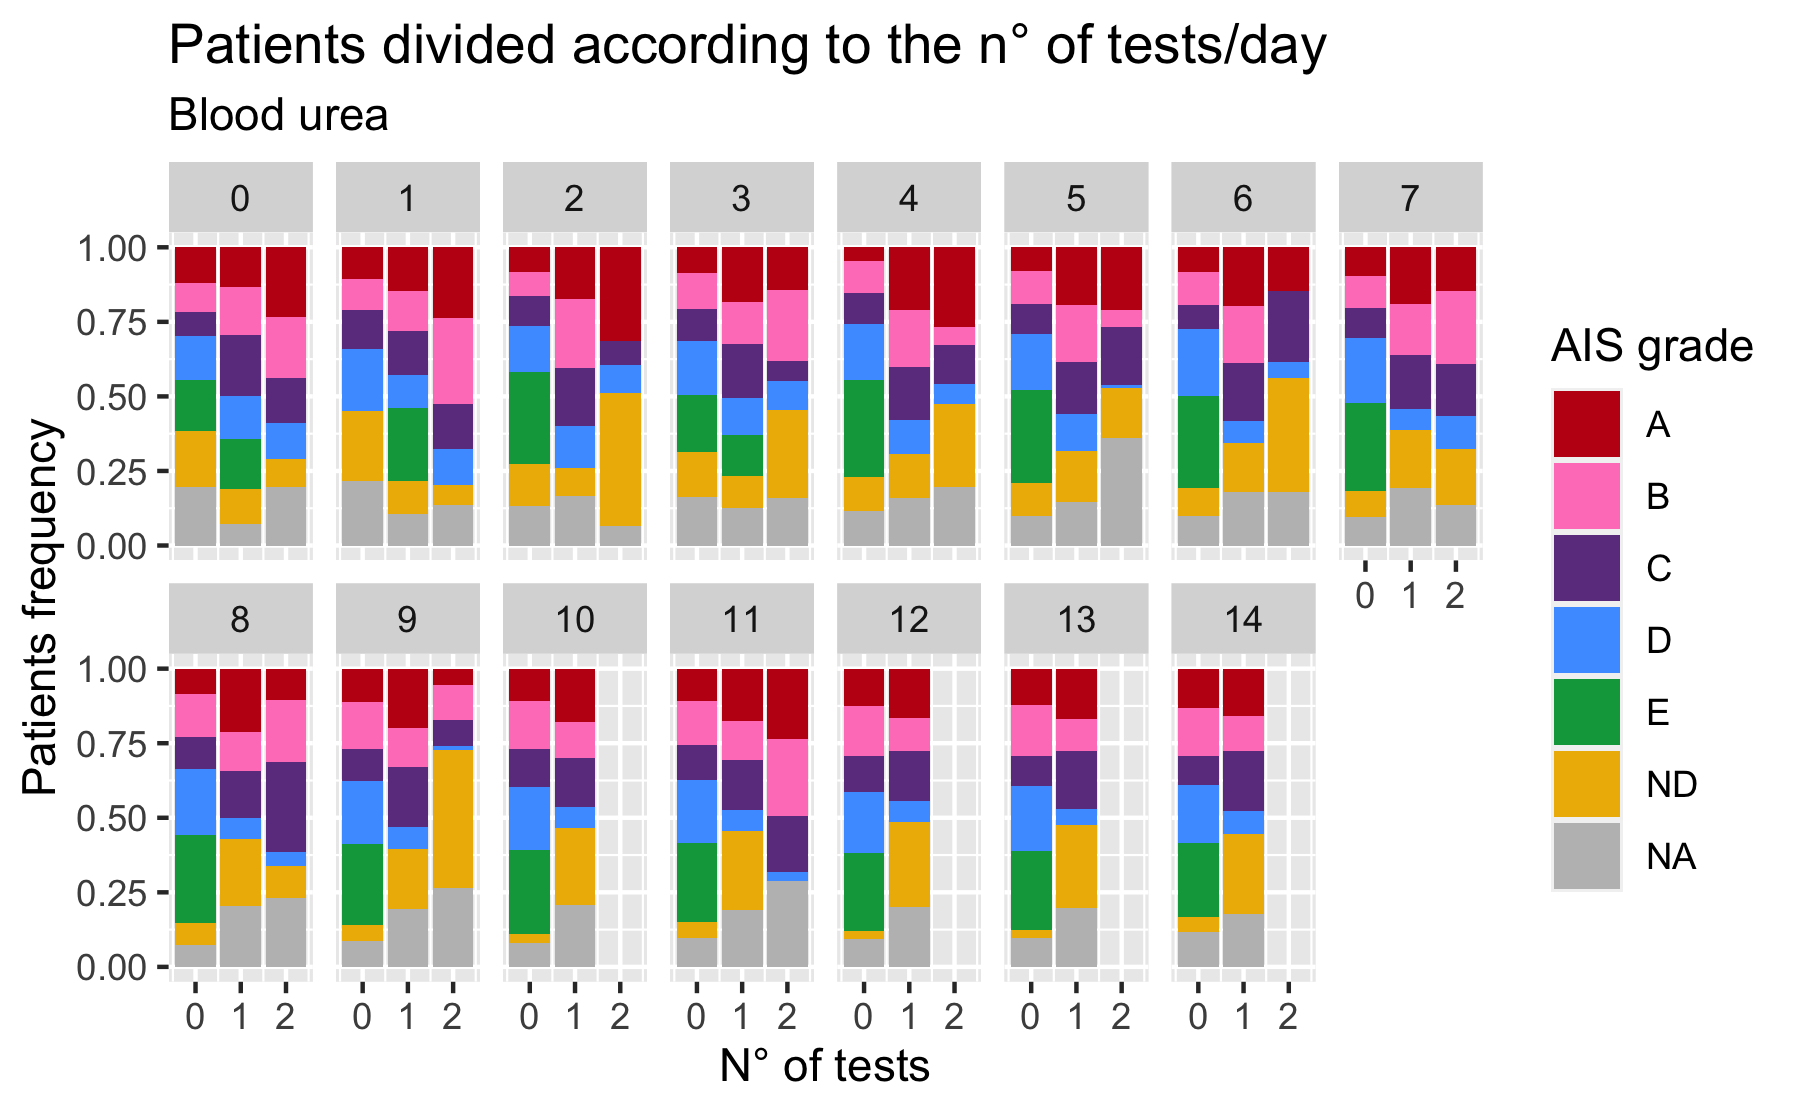 Patients divided according to the n° of tests/day
Blood urea
0 1 2 3 4 5 6 7
1.00
0.75
0.50
0.25
0.00
0 1 2
8 9 10 11 12 13 14
1.00
0.75
0.50
0.25
0.00
0 1 2 0 1 2 0 1 2 0 1 2 0 1 2 0 1 2 0 1 2
N° of tests
Patients frequency
AIS grade
A
B
C
D
E
ND
NA